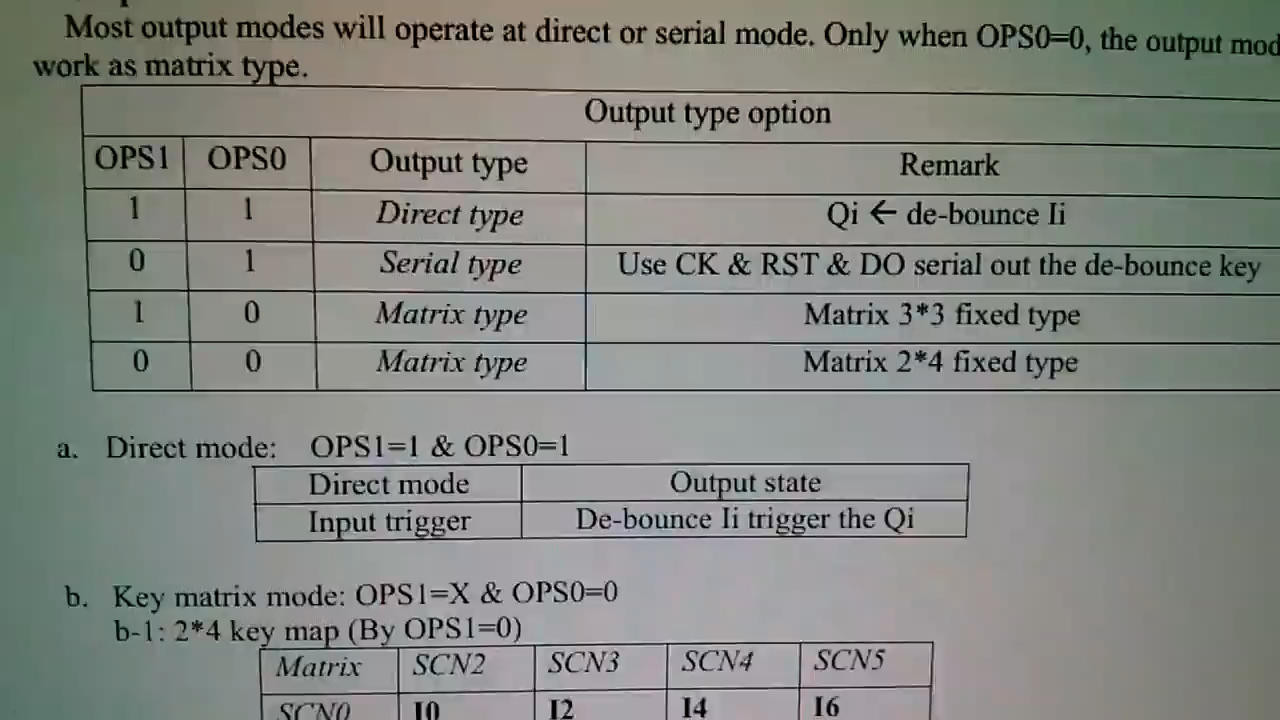 Most output modes will operate at direct or serial mode. Only when OPS0=0, the output
work as matrix type.
Output type option
OPS1 OPS0 Output type Remark
1 1 Direct type Qi ← de-bounce Ii
0 1 Serial type Use CK & RST & DO serial out the de-bounce key
1 0 Matrix type Matrix 3*3 fixed type
0 0 Matrix type Matrix 2*4 fixed type
a. Direct mode: OPS1=1 & OPS0=1
Direct mode Output state
Input trigger De-bounce Ii trigger the Qi
b. Key matrix mode: OPS1=X & OPS0=0
b-1: 2*4 key map (By OPS1=0)
Matrix SCN2 SCN3 SCN4 SCN5
SCN0 I0 I2 I4 I6